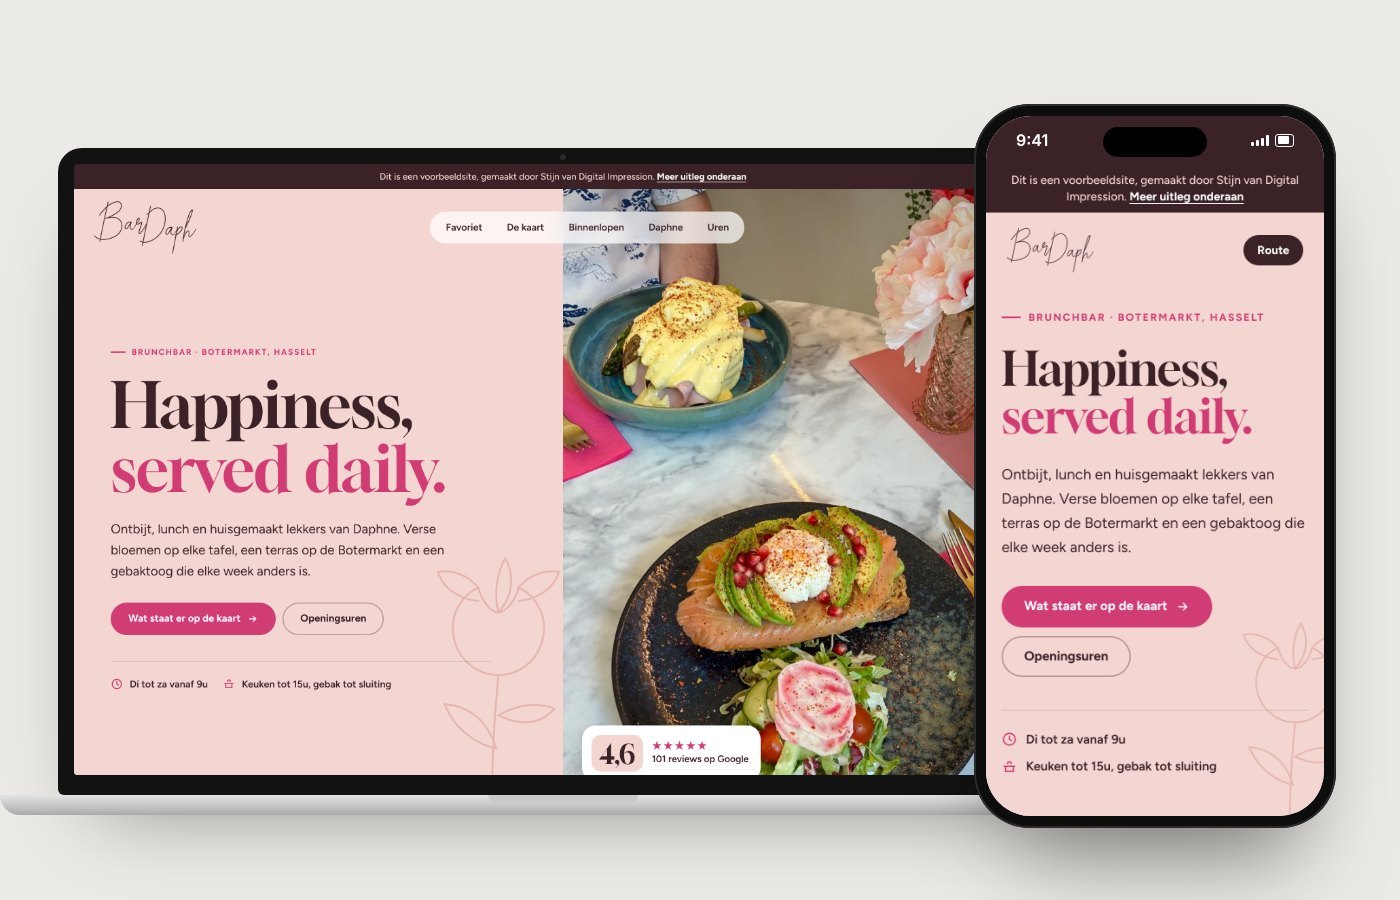 Dit is een voorbeeldsite, gemaakt door Stijn van Digital Impression. Meer uitleg onderaan
BarDaph
Favoriet De kaart Binnenlopen Daphne Uren
BRUNCHBAR · BOTERMARKT, HASSELT
Happiness,
served daily.
Ontbijt, lunch en huisgemaakt lekkers van Daphne. Verse
bloemen op elke tafel, een terras op de Botermarkt en een
gebaktoog die elke week anders is.
Wat staat er op de kaart →
Openingsuren
Di tot za vanaf 9u
Keuken tot 15u, gebak tot sluiting
4,6
★★★★★
101 reviews op Google
9:41
Dit is een voorbeeldsite, gemaakt door Stijn van Digital
Impression. Meer uitleg onderaan
BarDaph
Route
BRUNCHBAR · BOTERMARKT, HASSELT
Happiness,
served daily.
Ontbijt, lunch en huisgemaakt lekkers van
Daphne. Verse bloemen op elke tafel, een
terras op de Botermarkt en een gebaktoog die
elke week anders is.
Wat staat er op de kaart →
Openingsuren
Di tot za vanaf 9u
Keuken tot 15u, gebak tot sluiting